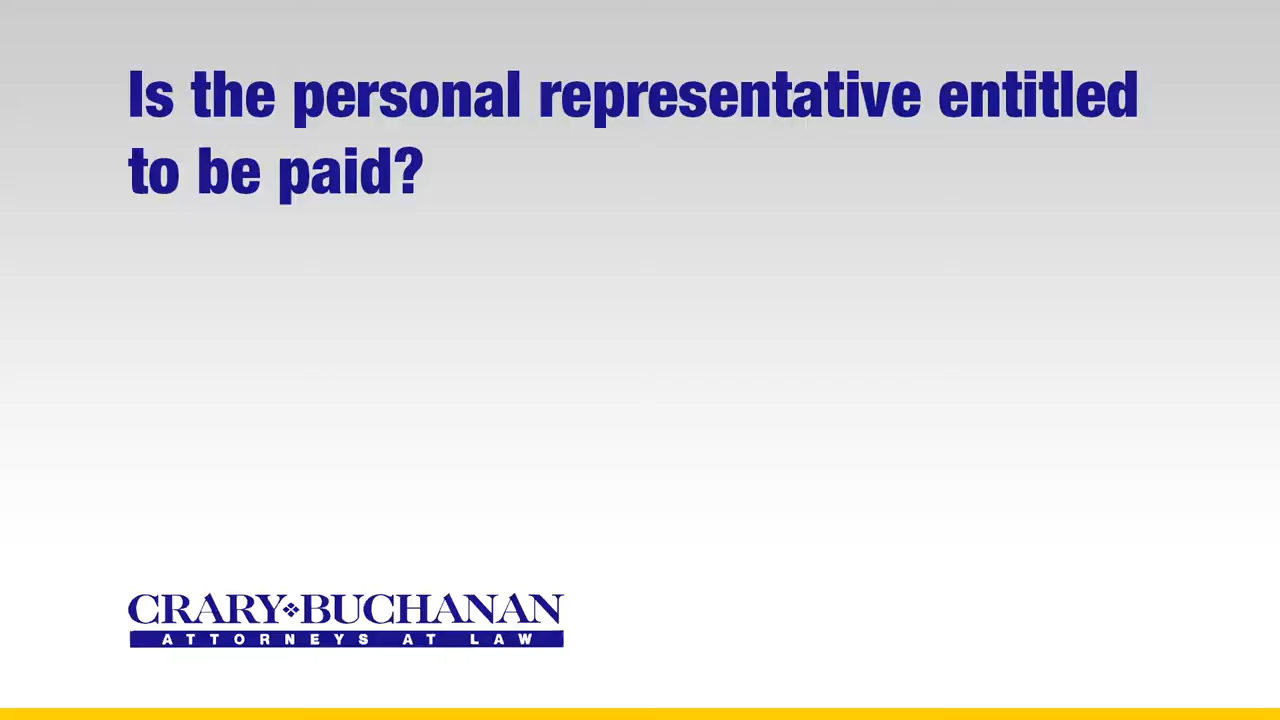 Is the personal representative entitled
to be paid?
CRARY BUCHANAN
ATTORNEYS AT LAW